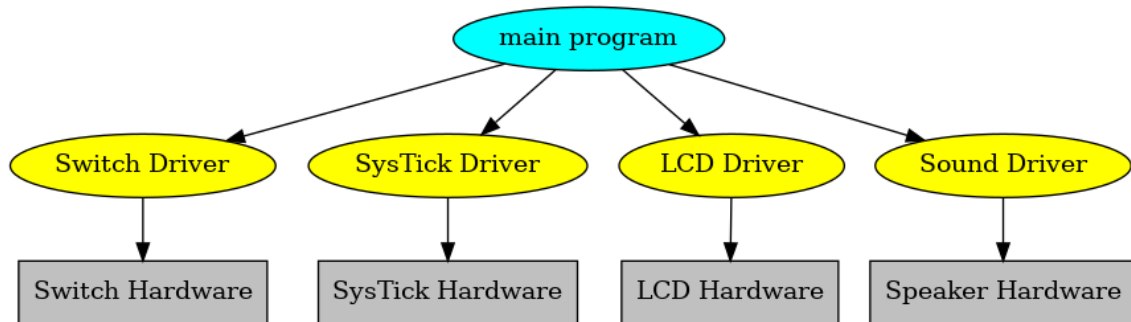 main program
Switch Driver
SysTick Driver
LCD Driver
Sound Driver
Switch Hardware
SysTick Hardware
LCD Hardware
Speaker Hardware